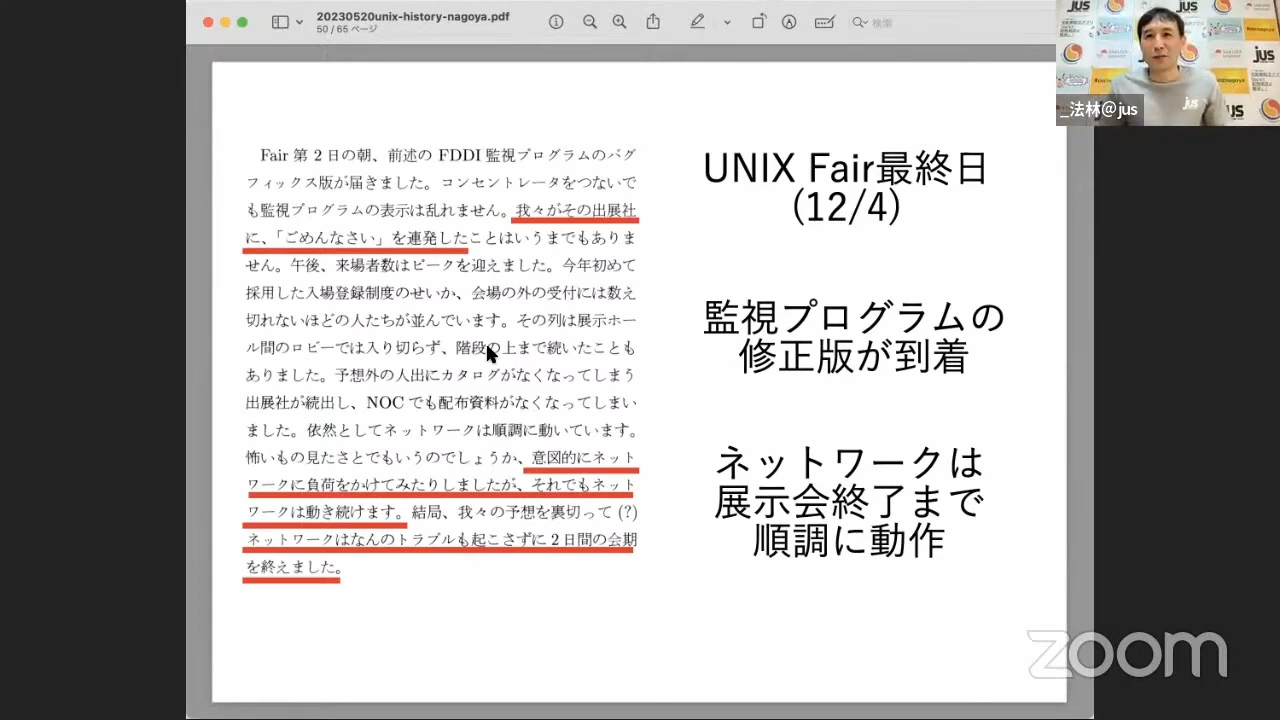 20230520unix-history-nagoya.pdf
50 / 65 ページ
検索
jus
jus
_法林@jus
jus
jus
jus
Fair 第 2 日の朝、前述の FDDI 監視プログラムのバグ
フィックス版が届きました。コンセントレータをつないで
も監視プログラムの表示は乱れません。我々がその出展社
に、「ごめんなさい」を連発したことはいうまでもありま
せん。午後、来場者数はピークを迎えました。今年初めて
採用した入場登録制度のせいか、会場の外の受付には数え
切れないほどの人たちが並んでいます。その列は展示ホー
ル間のロビーでは入り切らず、階段の上まで続いたことも
ありました。予想外の人出にカタログがなくなってしまう
出展社が続出し、NOC でも配布資料がなくなってしまい
ました。依然としてネットワークは順調に動いています。
怖いもの見たさとでもいうのでしょうか、意図的にネット
ワークに負荷をかけてみたりしましたが、それでもネット
ワークは動き続けます。結局、我々の予想を裏切って (?)
ネットワークはなんのトラブルも起こさずに 2 日間の会期
を終えました。
UNIX Fair最終日
(12/4)
監視プログラムの
修正版が到着
ネットワークは
展示会終了まで
順調に動作
zoom